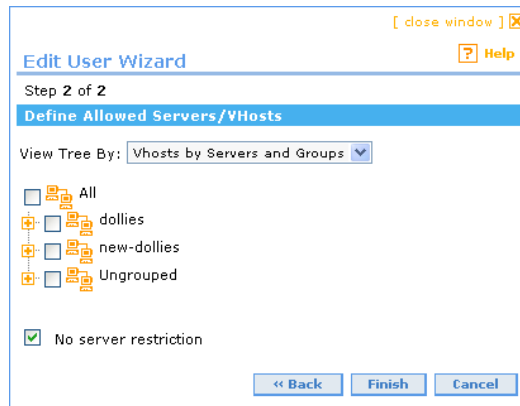 [ close window ]
Edit User Wizard
? Help
Step 2 of 2
Define Allowed Servers/VHosts
View Tree By: Vhosts by Servers and Groups
All
dollies
new-dollies
Ungrouped
No server restriction
« Back Finish Cancel